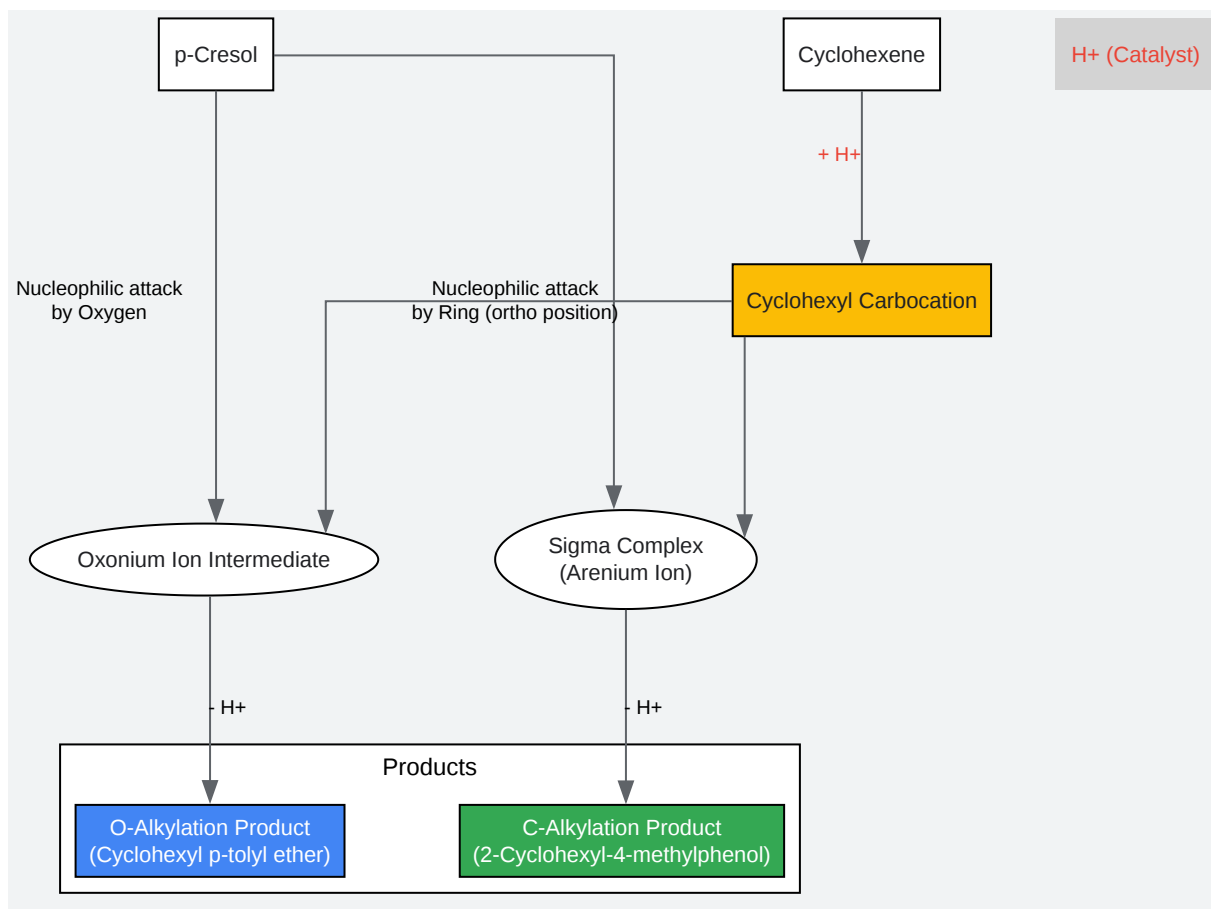 p-Cresol
Cyclohexene
H+ (Catalyst)
+ H+
Nucleophilic attack
by Oxygen
Nucleophilic attack
by Ring (ortho position)
Cyclohexyl Carbocation
Oxonium Ion Intermediate
Sigma Complex
(Arenium Ion)
- H+
- H+
Products
O-Alkylation Product
(Cyclohexyl p-tolyl ether)
C-Alkylation Product
(2-Cyclohexyl-4-methylphenol)